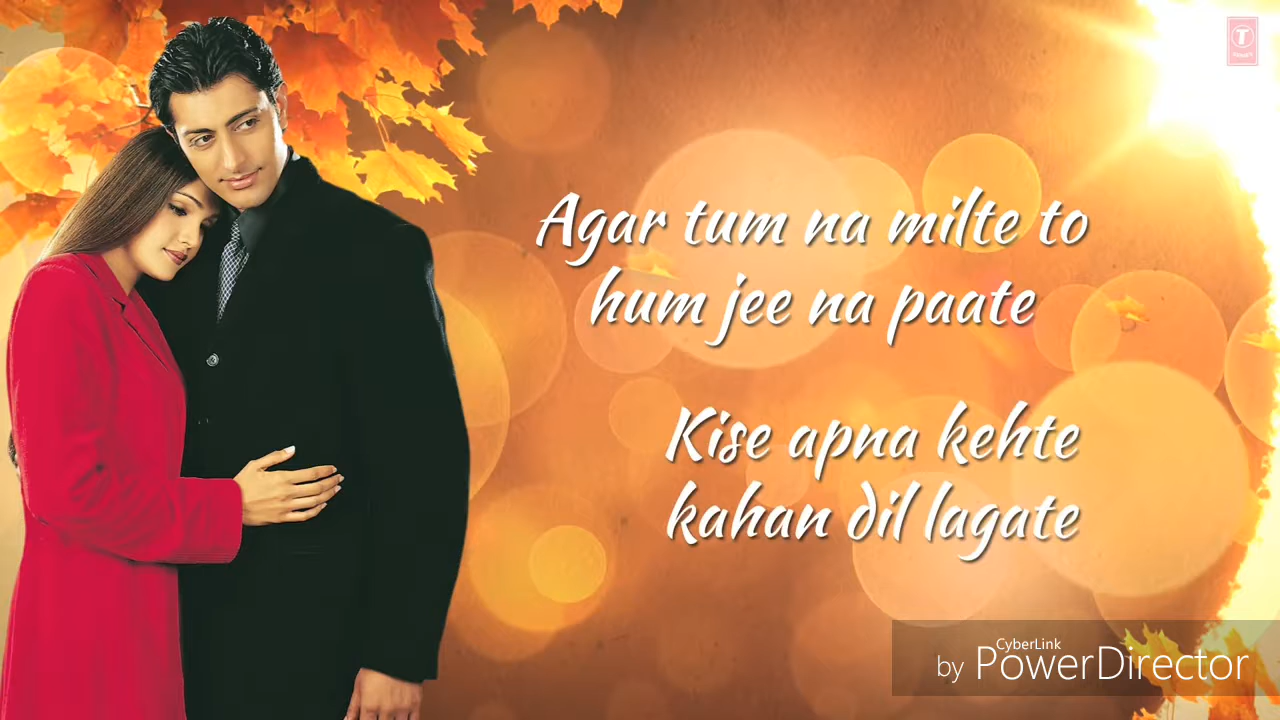 Agar tum na milte to
hum jee na paate
Kise apna kehte
kahan dil lagate
CyberLink
by PowerDirector